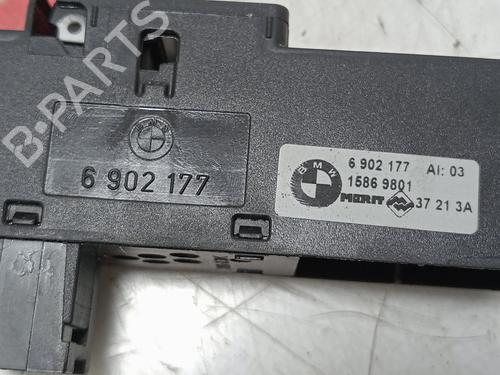 B-PARTS
6 902 177
BMW
6 902 177 AI: 03
1586 9801
MERIT
37 21 3A